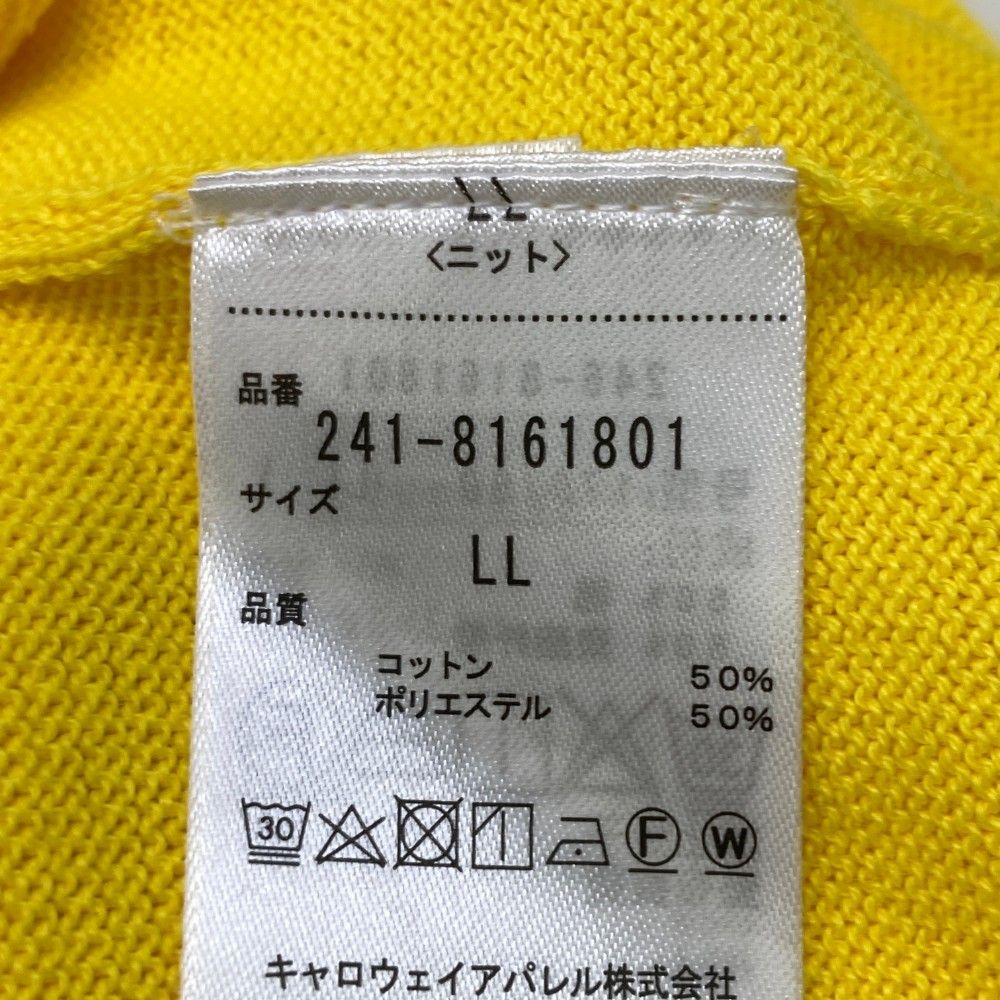 LL
〈ニット〉
品番
241-8161801
サイズ
LL
品質
コットン 50%
ポリエステル 50%
30 F W
キャロウェイアパレル株式会社